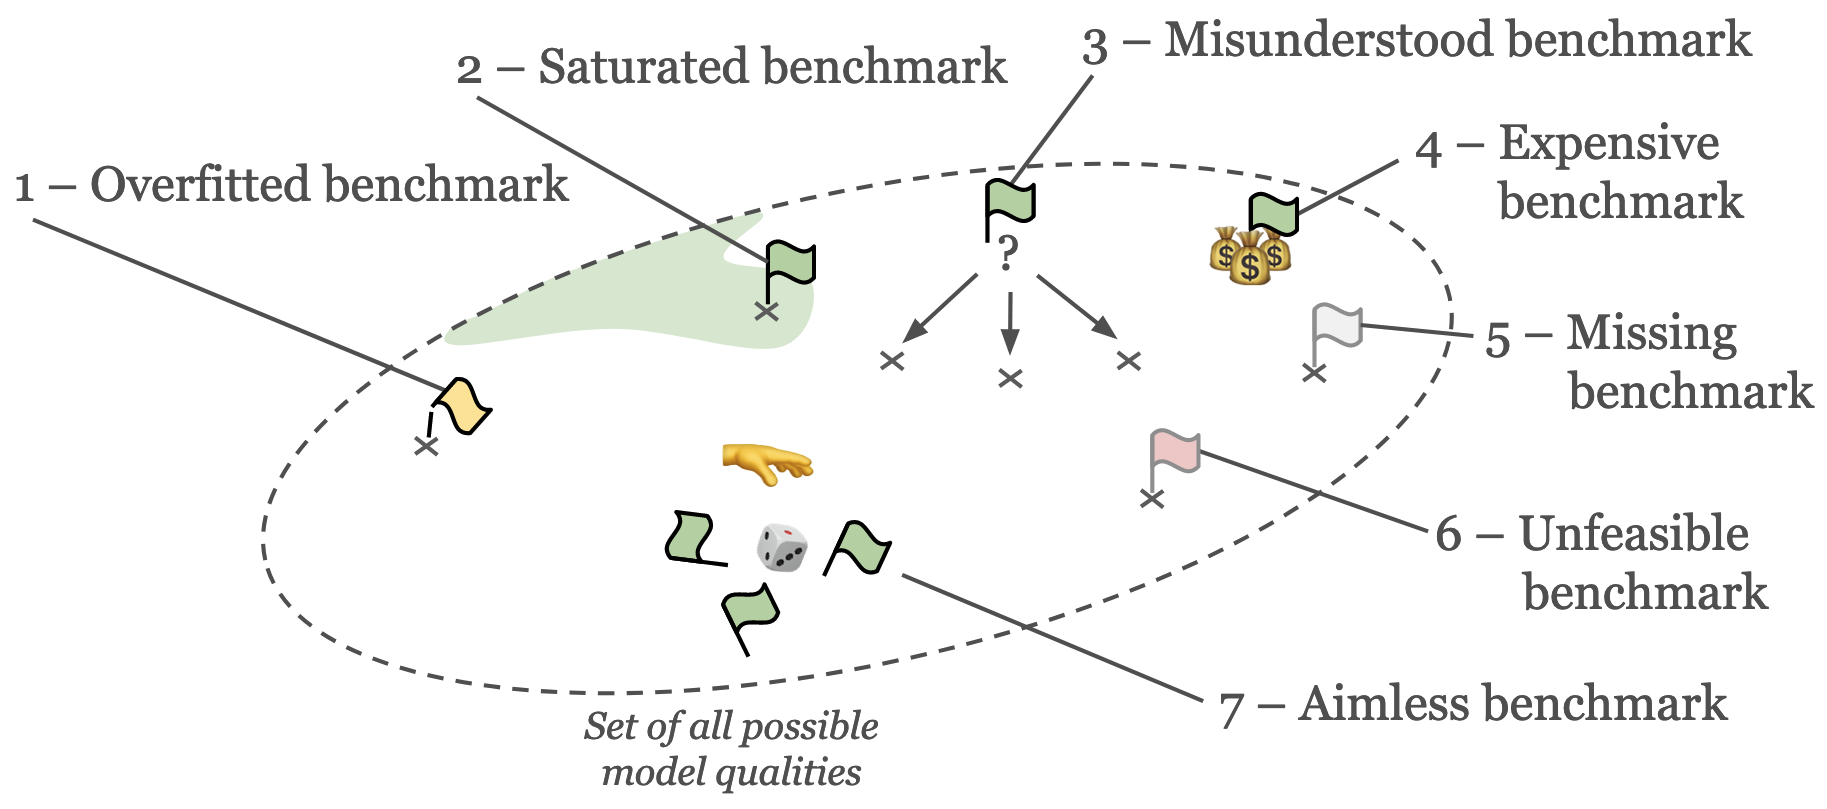 3 – Misunderstood benchmark
2 – Saturated benchmark
4 – Expensive
benchmark
1 – Overfitted benchmark
?
$ $ $
5 – Missing
benchmark
6 – Unfeasible
benchmark
7 – Aimless benchmark
Set of all possible
model qualities